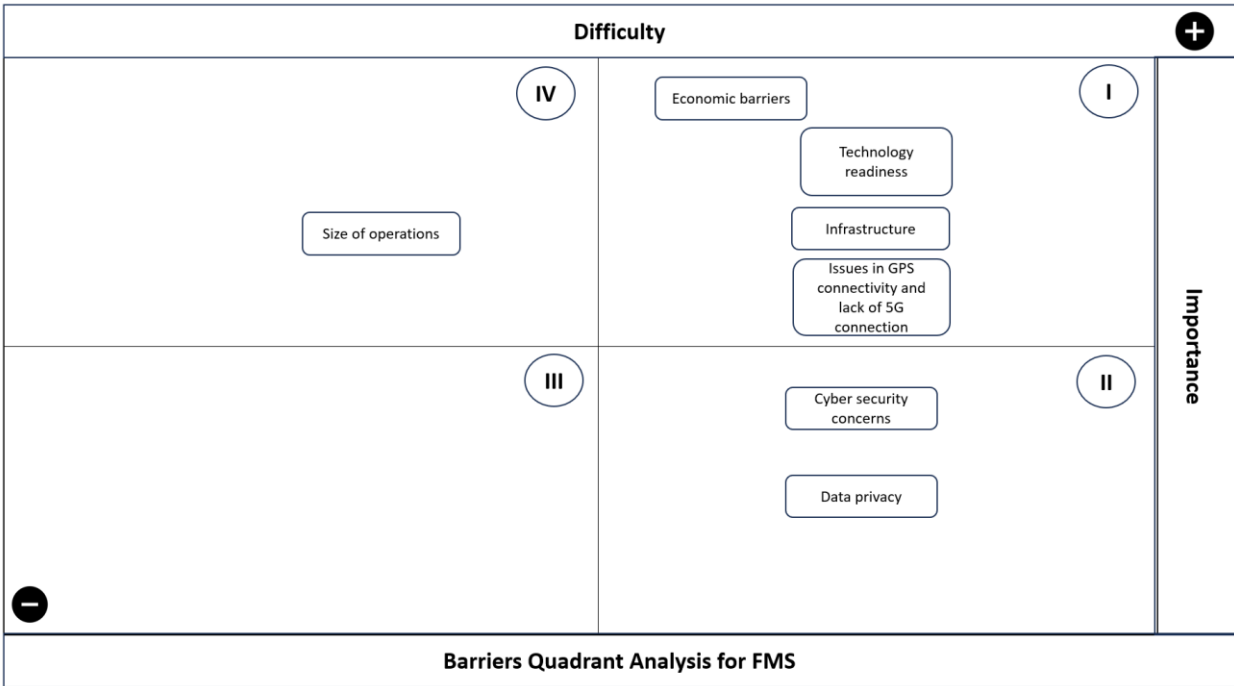 Difficulty
+
IV
Economic barriers
I
Technology
readiness
Size of operations
Infrastructure
Issues in GPS
connectivity and
lack of 5G
connection
Importance
III
Cyber security
concerns
II
Data privacy
−
Barriers Quadrant Analysis for FMS